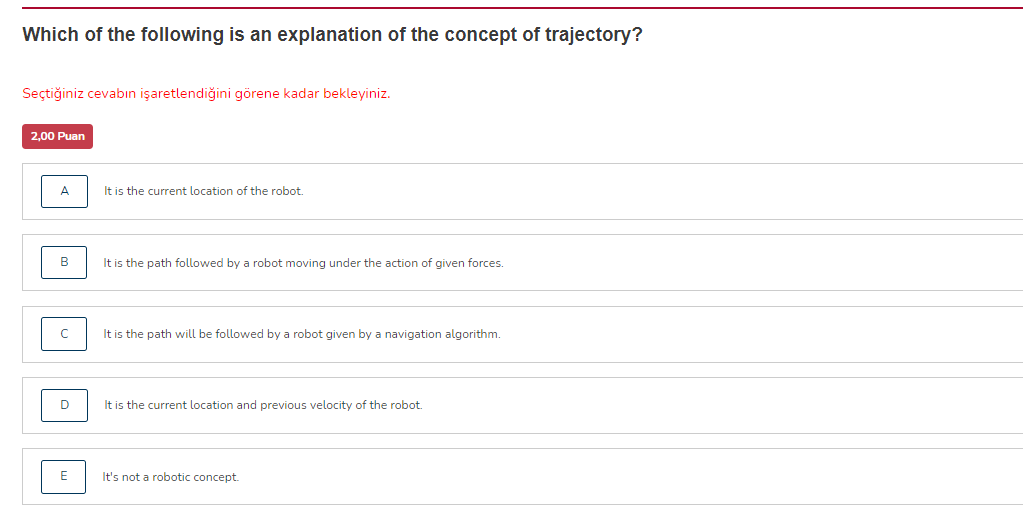 Which of the following is an explanation of the concept of trajectory?
Seçtiğiniz cevabın işaretlendiğini görene kadar bekleyiniz.
2,00 Puan
A It is the current location of the robot.
B It is the path followed by a robot moving under the action of given forces.
C It is the path will be followed by a robot given by a navigation algorithm.
D It is the current location and previous velocity of the robot.
E It's not a robotic concept.